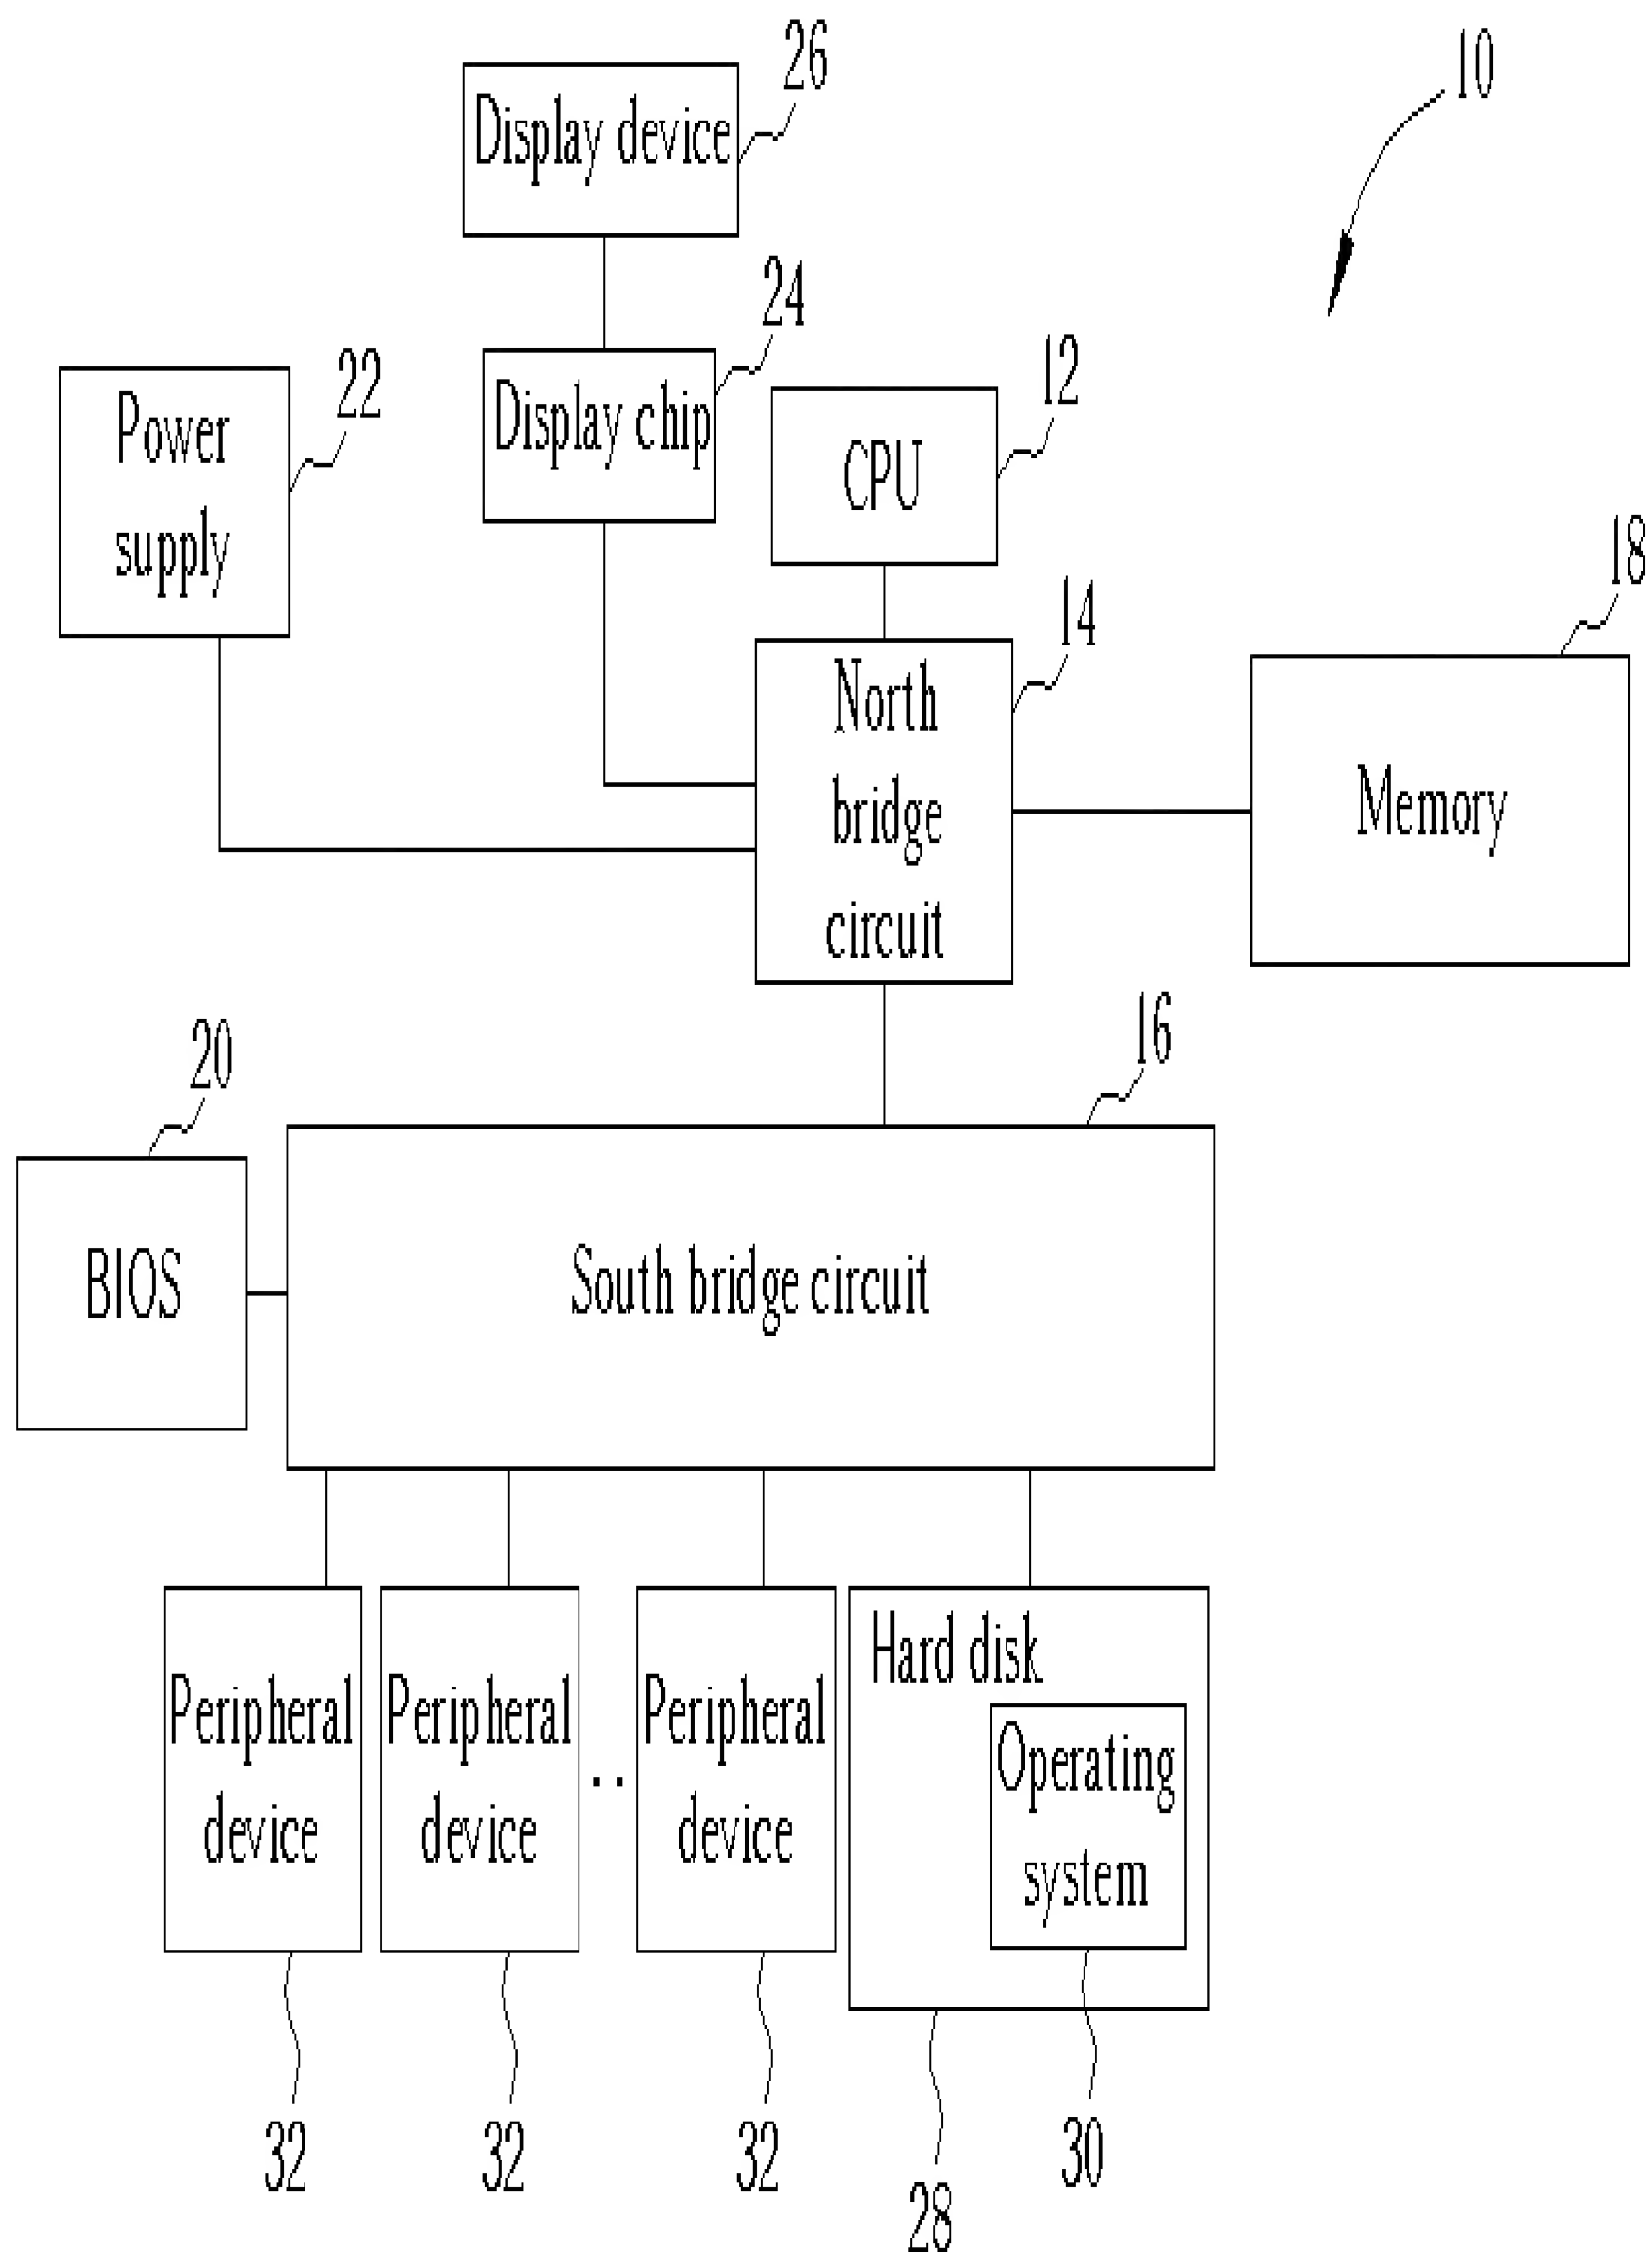 26
10
Display device
24
22
12
Display chip
Power
supply
CPU
18
14
North
bridge
circuit
Memory
20
16
BIOS
South bridge circuit
Hard disk
Peripheral
device
Peripheral
device
..
Peripheral
device
Operating
system
32
32
32
30
28